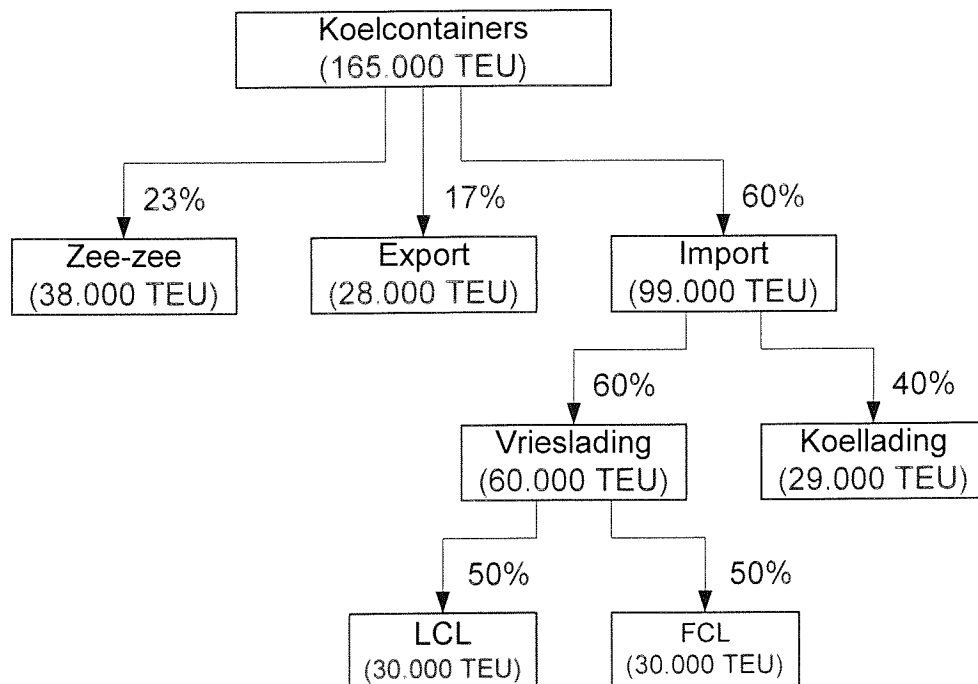 Koelcontainers
(165.000 TEU)
23%
17%
60%
Zee-zee
(38.000 TEU)
Export
(28.000 TEU)
Import
(99.000 TEU)
60%
40%
Vrieslading
(60.000 TEU)
Koellading
(29.000 TEU)
50%
50%
LCL
(30.000 TEU)
FCL
(30.000 TEU)